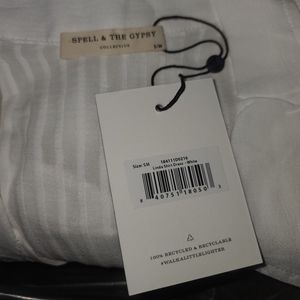 SPELL & THE GYPSY
COLLECTIVE
S/M
Size: SM
Linda Shirt Dress - White
100% RECYCLED & RECYCLABLE
#WALKALITTLELIGHTER